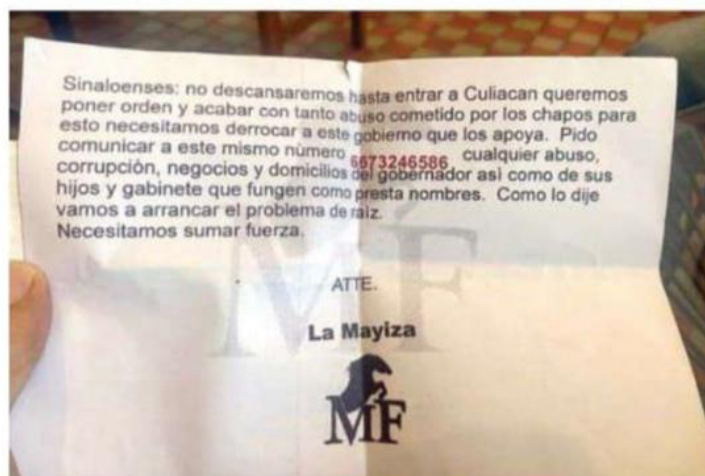 Sinaloenses: no descansaremos hasta entrar a Culiacan queremos
poner orden y acabar con tanto abuso cometido por los chapos para
esto necesitamos derrocar a este gobierno que los apoya. Pido
comunicar a este mismo número 6673246586, cualquier abuso,
corrupción, negocios y domicilios del gobernador asi como de sus
hijos y gabinete que fungen como presta nombres. Como lo dije
vamos a arrancar el problema de raiz.
Necesitamos sumar fuerza.
MF
ATTE.
La Mayiza
MF